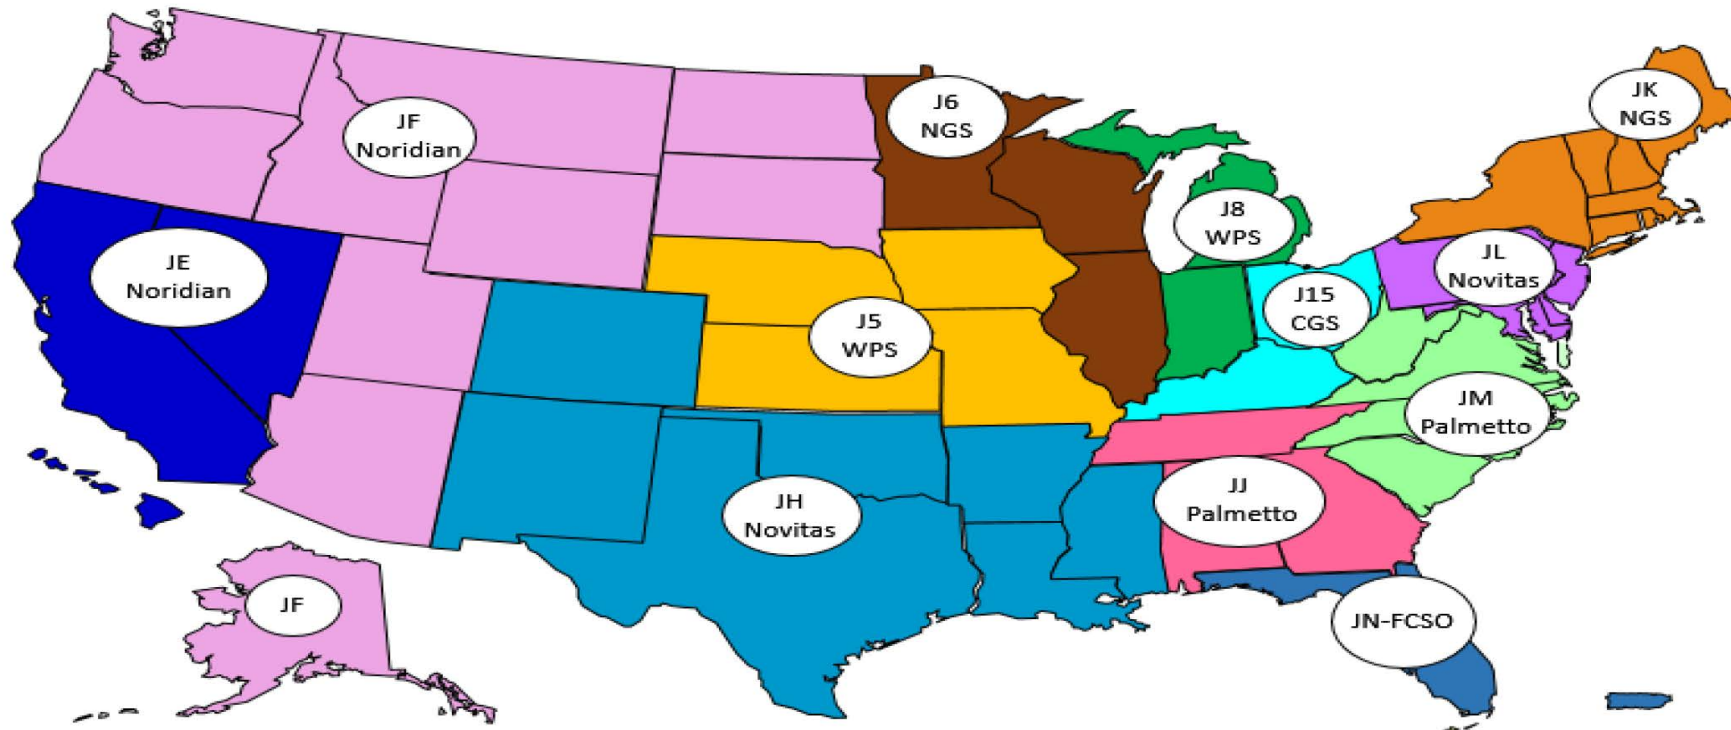 JF
Noridian
J6
NGS
JK
NGS
J8
WPS
JE
Noridian
JL
Novitas
J15
CGS
J5
WPS
JM
Palmetto
JH
Novitas
JJ
Palmetto
JF
JN-FCSO